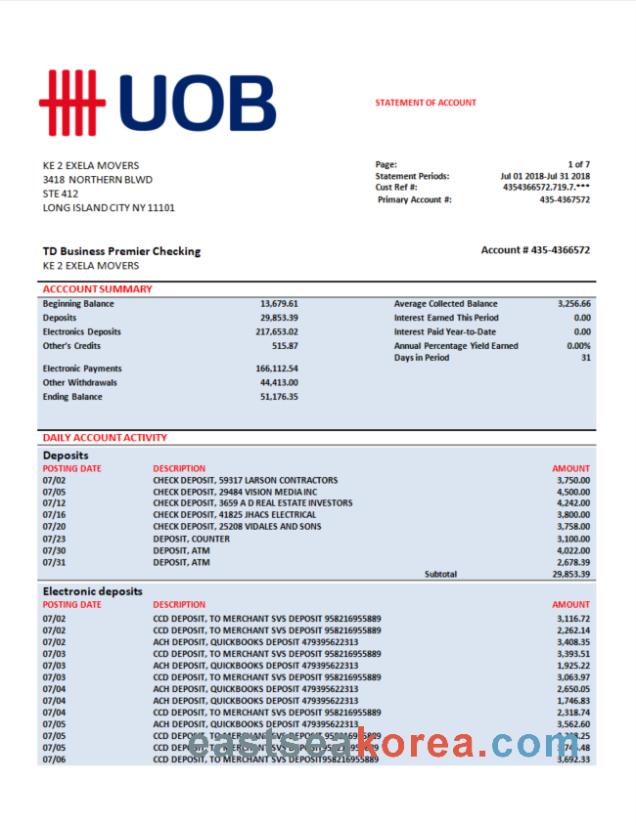 UOB
STATEMENT OF ACCOUNT
KE 2 EXELA MOVERS
3418 NORTHERN BLWD
STE 412
LONG ISLAND CITY NY 11101
Page: 1 of 7
Statement Periods: Jul 01 2018-Jul 31 2018
Cust Ref #: 4354366572.719.7.***
Primary Account #: 435-4367572
TD Business Premier Checking
KE 2 EXELA MOVERS
Account # 435-4366572
ACCCOUNT SUMMARY
Beginning Balance 13,679.61 Average Collected Balance 3,256.66
Deposits 29,853.39 Interest Earned This Period 0.00
Electronics Deposits 217,653.02 Interest Paid Year-to-Date 0.00
Other's Credits 515.87 Annual Percentage Yield Earned 0.00%
Days in Period 31
Electronic Payments 166,112.54
Other Withdrawals 44,413.00
Ending Balance 51,176.35
DAILY ACCOUNT ACTIVITY
Deposits
POSTING DATE DESCRIPTION AMOUNT
07/02 CHECK DEPOSIT, 59317 LARSON CONTRACTORS 3,750.00
07/05 CHECK DEPOSIT, 29484 VISION MEDIA INC 4,500.00
07/12 CHECK DEPOSIT, 3659 A D REAL ESTATE INVESTORS 4,242.00
07/16 CHECK DEPOSIT, 41825 JHACS ELECTRICAL 3,800.00
07/20 CHECK DEPOSIT, 25208 VIDALES AND SONS 3,758.00
07/23 DEPOSIT, COUNTER 3,100.00
07/30 DEPOSIT, ATM 4,022.00
07/31 DEPOSIT, ATM 2,678.39
Subtotal 29,853.39
Electronic deposits
POSTING DATE DESCRIPTION AMOUNT
07/02 CCD DEPOSIT, TO MERCHANT SVS DEPOSIT 958216955889 3,116.72
07/02 CCD DEPOSIT, TO MERCHANT SVS DEPOSIT 958216955889 2,262.14
07/02 ACH DEPOSIT, QUICKBOOKS DEPOSIT 479395622313 3,408.35
07/03 CCD DEPOSIT, TO MERCHANT SVS DEPOSIT 958216955889 3,393.51
07/03 ACH DEPOSIT, QUICKBOOKS DEPOSIT 479395622313 1,925.22
07/03 CCD DEPOSIT, TO MERCHANT SVS DEPOSIT 958216955889 3,063.97
07/04 ACH DEPOSIT, QUICKBOOKS DEPOSIT 479395622313 2,650.05
07/04 ACH DEPOSIT, QUICKBOOKS DEPOSIT 479395622313 1,746.83
07/04 CCD DEPOSIT, TO MERCHANT SVS DEPOSIT 958216955889 2,318.74
07/05 ACH DEPOSIT, QUICKBOOKS DEPOSIT 479395622313 3,562.60
07/05 CCD DEPOSIT, TO MERCHANT SVS DEPOSIT
07/05 CCD DEPOSIT, TO MERCHANT SVS DEPOSIT
07/06 CCD DEPOSIT, TO MERCHANT SVS DEPOSIT958216955889 3,692.33
eastseakorea.com